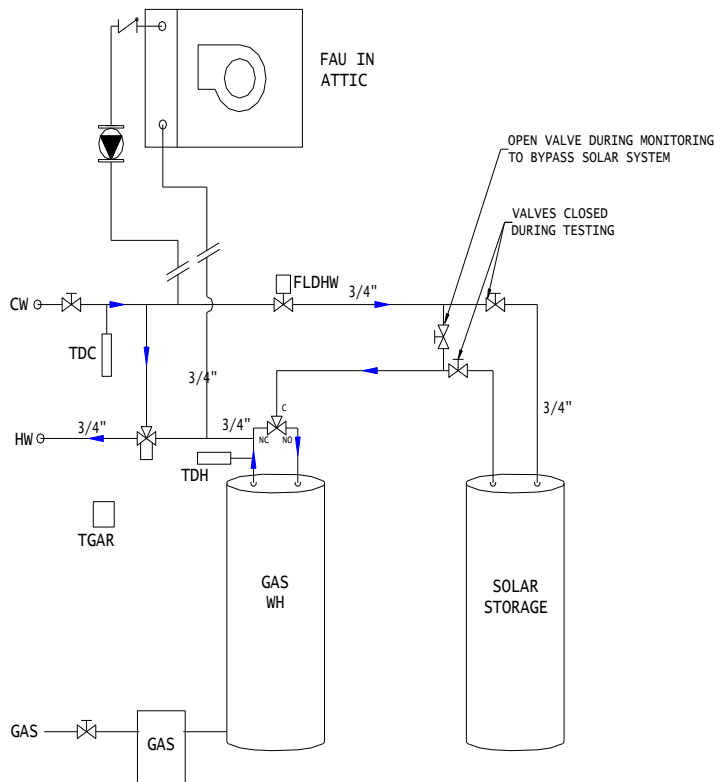 FAU IN
ATTIC
OPEN VALVE DURING MONITORING
TO BYPASS SOLAR SYSTEM
VALVES CLOSED
DURING TESTING
FLDHW
3/4"
CW
TDC
3/4"
3/4"
C
3/4"
3/4"
HW
NC
NO
TDH
TGAR
GAS
WH
SOLAR
STORAGE
GAS
GAS